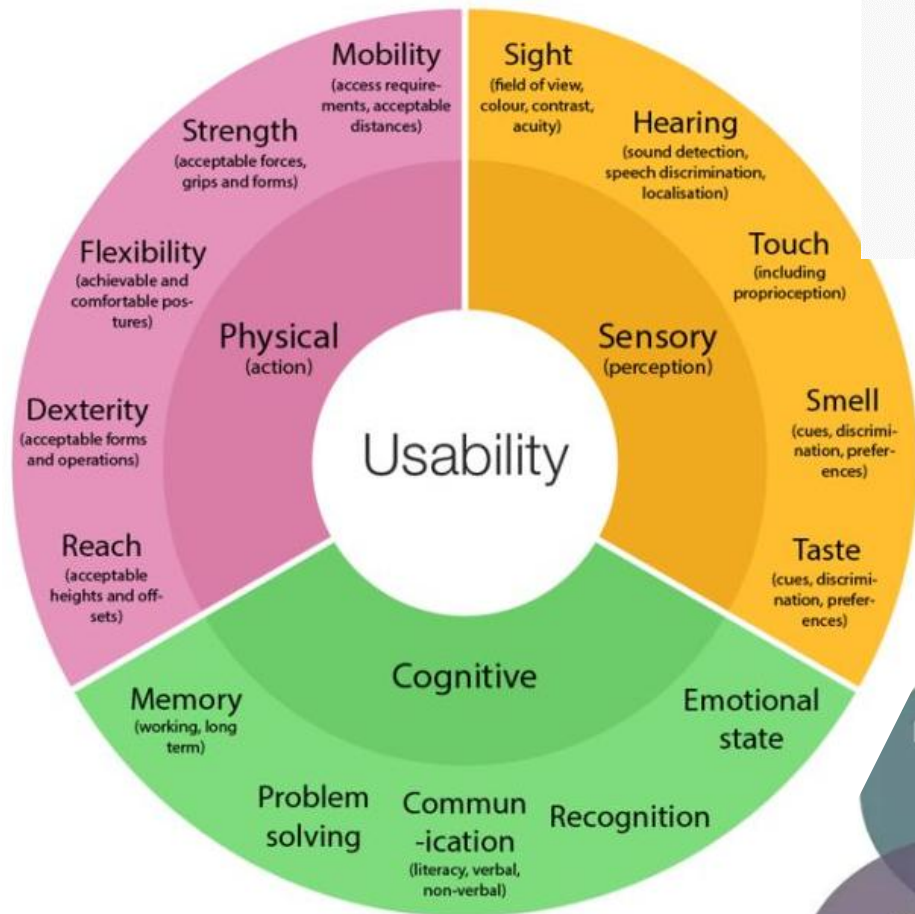 Usability
Physical
(action)
Mobility
(access require-
ments, acceptable
distances)
Strength
(acceptable forces,
grips and forms)
Flexibility
(achievable and
comfortable pos-
tures)
Dexterity
(acceptable forms
and operations)
Reach
(acceptable
heights and off-
sets)
Sensory
(perception)
Sight
(field of view,
colour, contrast,
acuity)
Hearing
(sound detection,
speech discrimination,
localisation)
Touch
(including
proprioception)
Smell
(cues, discrimi-
nation, prefer-
ences)
Taste
(cues, discrimi-
nation, prefer-
ences)
Cognitive
Memory
(working, long
term)
Problem
solving
Commun
-ication
(literacy, verbal,
non-verbal)
Recognition
Emotional
state